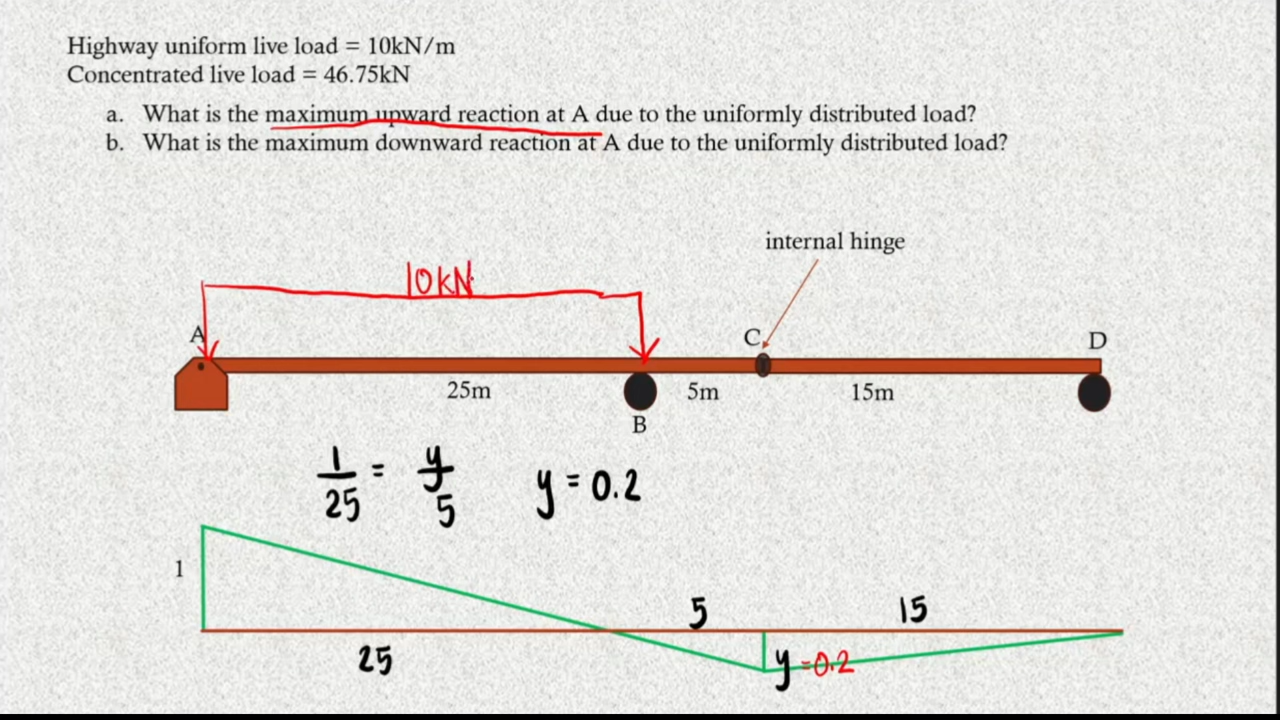 Highway uniform live load = 10kN/m
Concentrated live load = 46.75kN
a. What is the maximum upward reaction at A due to the uniformly distributed load?
b. What is the maximum downward reaction at A due to the uniformly distributed load?
internal hinge
10kN
A
C
D
25m
5m
15m
B
1/25 = y/5
y = 0.2
1
5
15
25
y =0.2